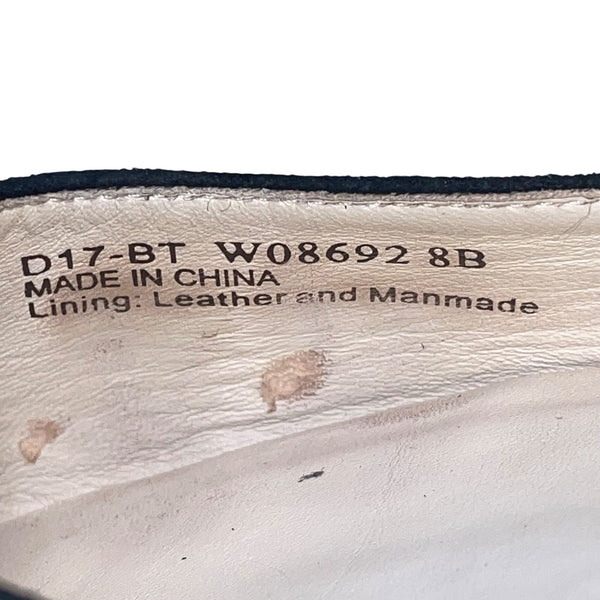 D17-BT W08692 8B
MADE IN CHINA
Lining: Leather and Manmade